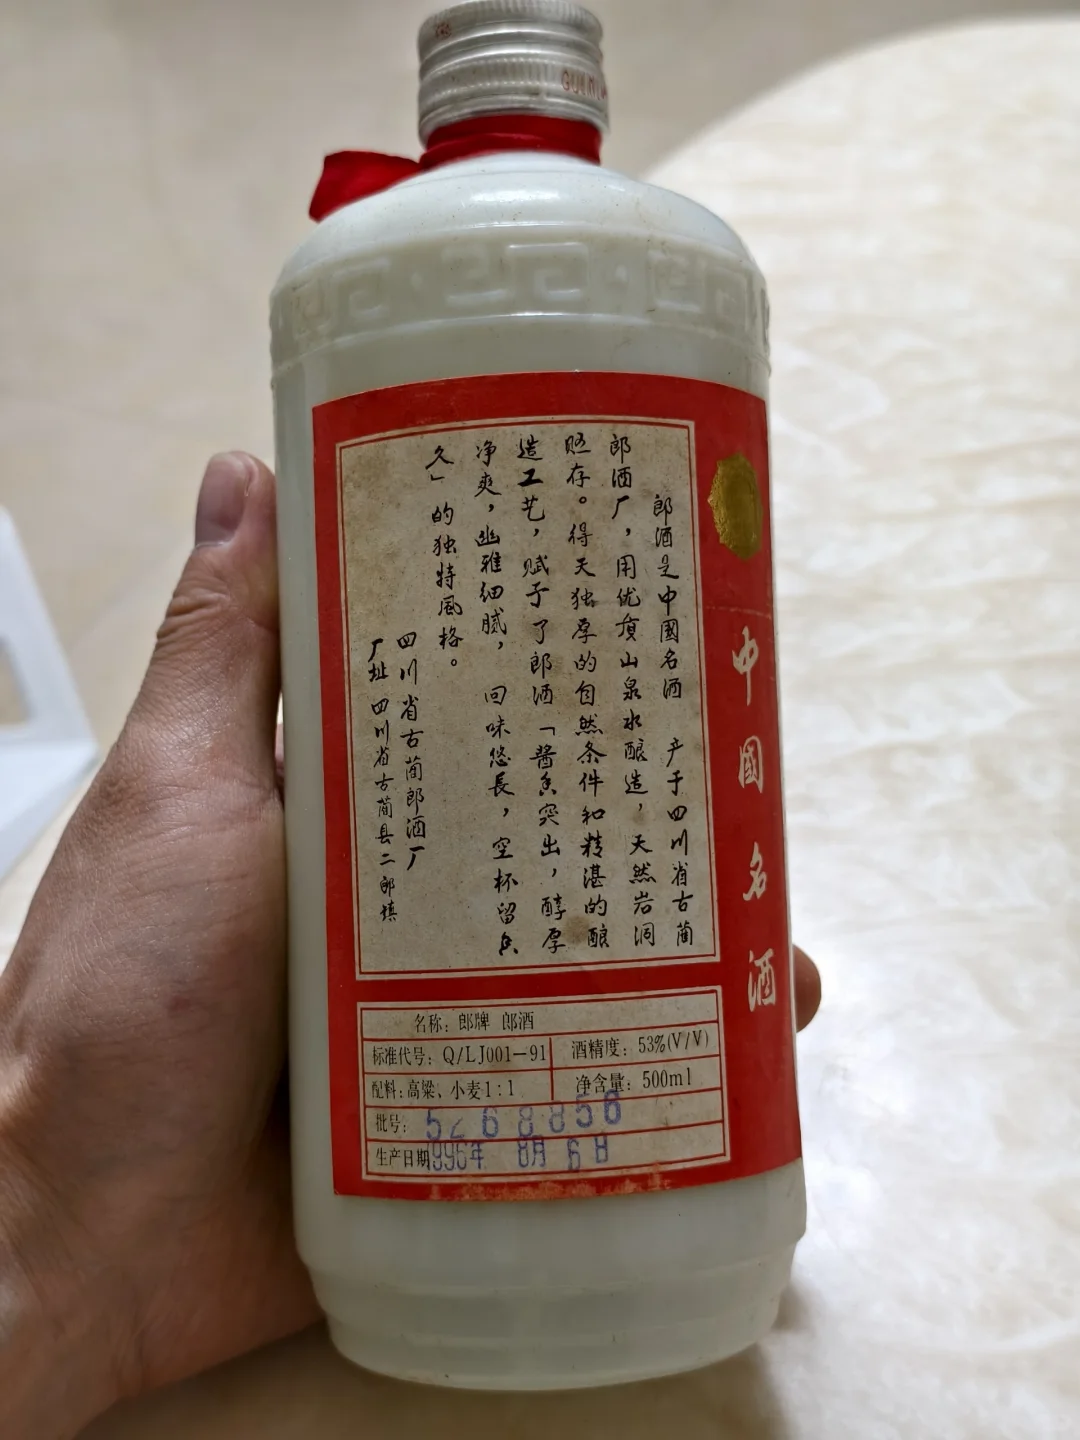 郎酒是中國名酒 产于四川省古蔺
郎酒厂，用优质山泉水酿造，天然岩洞
贮存。得天独厚的自然条件和精湛的酿
造工艺，赋予了郎酒「酱香突出，醇厚
净爽，幽雅细腻，回味悠長，空杯留香
久」的独特風格。
四川省古蔺郎酒厂
厂址 四川省古蔺县二郎镇
中國名酒
名称：郎牌 郎酒
标准代号：Q/LJ001—91 酒精度：53%(V/V)
配料：高粱、小麦1：1 净含量：500ml
批号：
生产日期1996年 8月 6日